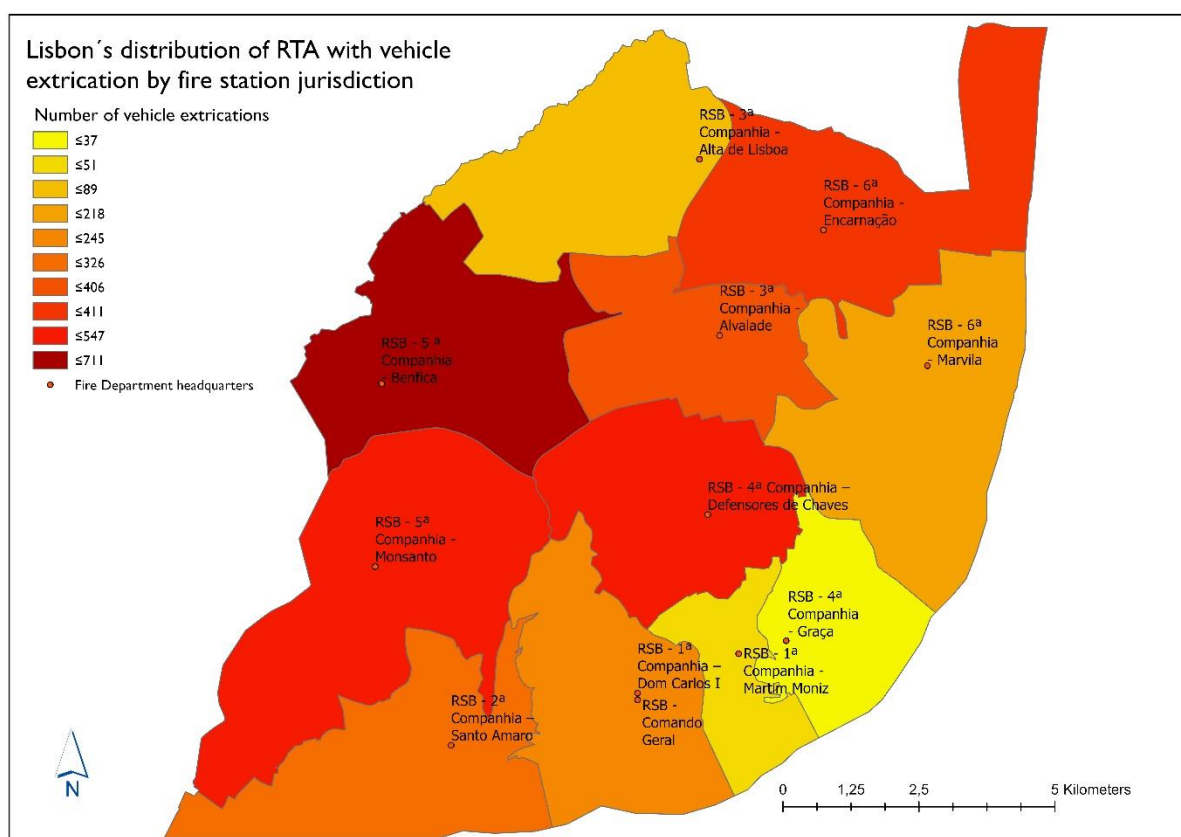 Lisbon´s distribution of RTA with vehicle
extrication by fire station jurisdiction
Number of vehicle extrications
≤37
≤51
≤89
≤218
≤245
≤326
≤406
≤411
≤547
≤711
Fire Department headquarters
RSB - 3ª
Companhia -
Alta de Lisboa
RSB - 6ª
Companhia -
Encarnação
RSB - 3ª
Companhia -
Alvalade
RSB - 6ª
Companhia
- Marvila
RSB - 5 ª
Companhia
- Benfica
RSB - 4ª Companhia –
Defensores de Chaves
RSB - 5ª
Companhia -
Monsanto
RSB - 4ª
Companhia
- Graça
RSB - 1ª
Companhia –
Dom Carlos I
RSB - 1ª
Companhia -
Martim Moniz
RSB - 2ª
Companhia –
Santo Amaro
RSB -
Comando
Geral
N
0 1,25 2,5 5 Kilometers